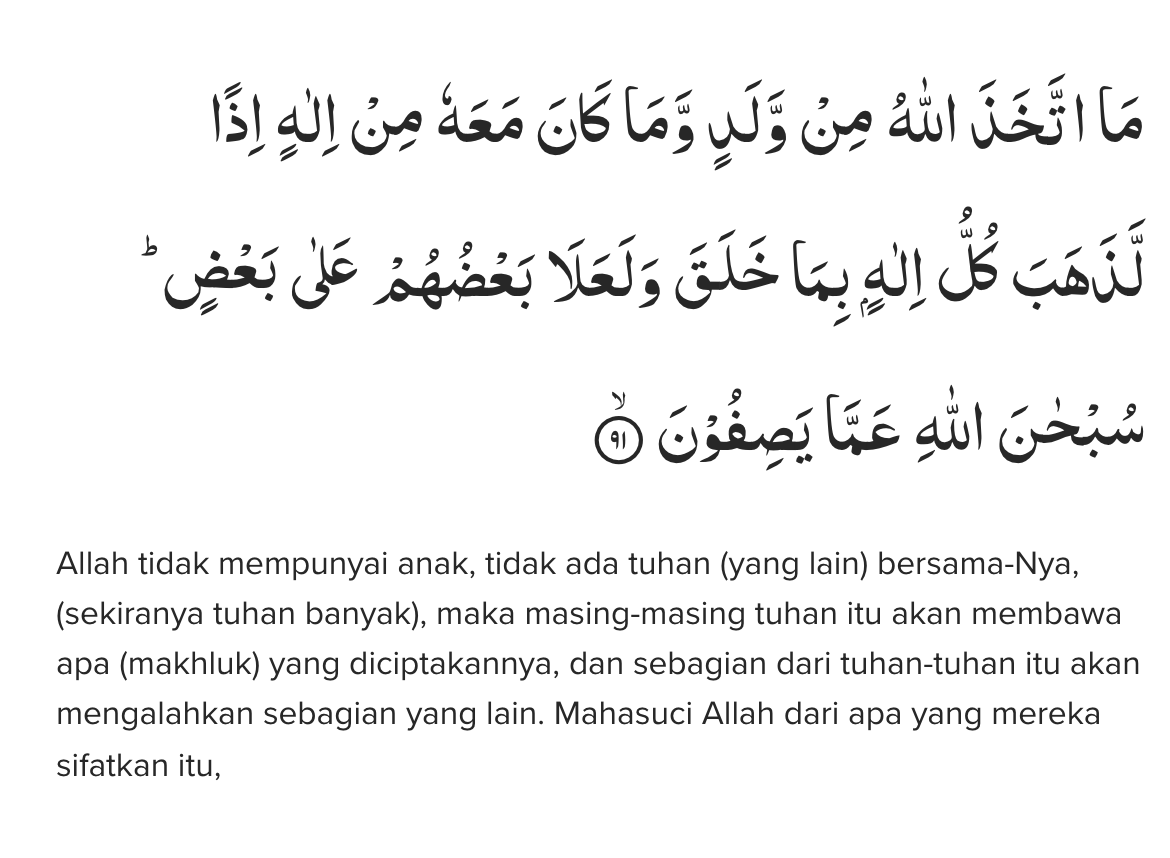 مَا اتَّخَذَ اللّٰهُ مِنْ وَّلَدٍ وَّمَا كَانَ مَعَهٗ مِنْ اِلٰهٍ اِذًا
لَّذَهَبَ كُلُّ اِلٰهٍۢ بِمَا خَلَقَ وَلَعَلَا بَعْضُهُمْ عَلٰى بَعْضٍۗ
سُبْحٰنَ اللّٰهِ عَمَّا يَصِفُوْنَ ۙ ٩١
Allah tidak mempunyai anak, tidak ada tuhan (yang lain) bersama-Nya,
(sekiranya tuhan banyak), maka masing-masing tuhan itu akan membawa
apa (makhluk) yang diciptakannya, dan sebagian dari tuhan-tuhan itu akan
mengalahkan sebagian yang lain. Mahasuci Allah dari apa yang mereka
sifatkan itu,